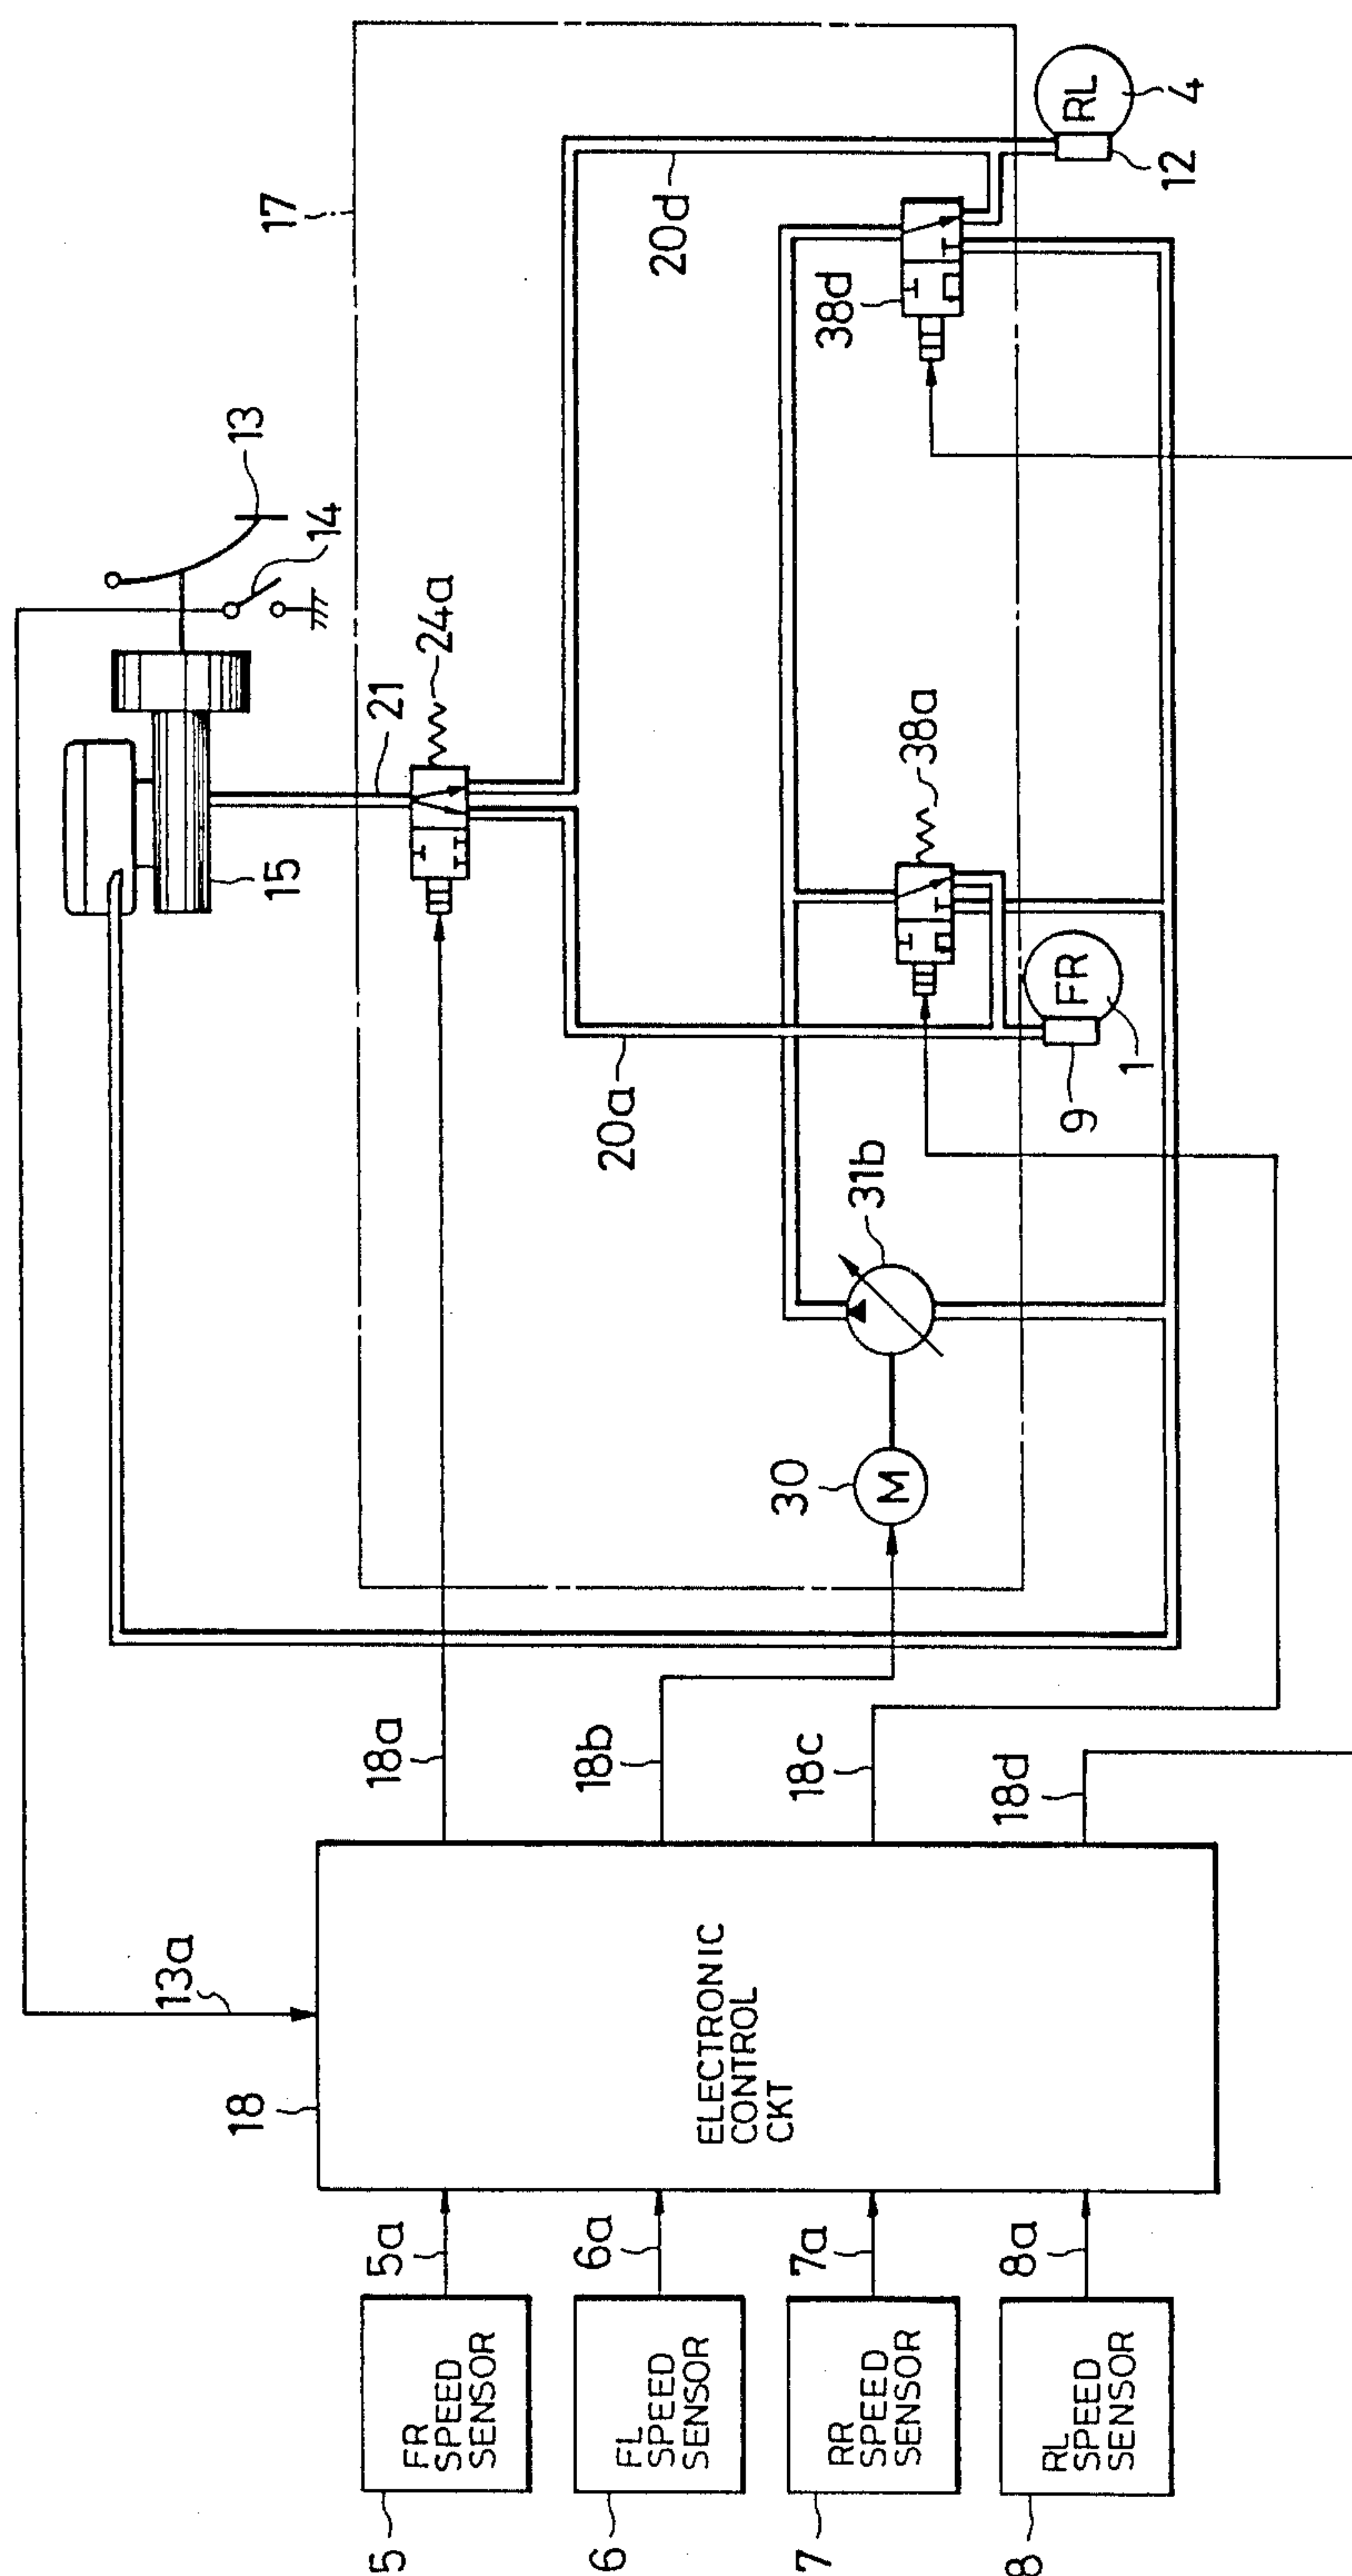 13a
18
5
FR
SPEED
SENSOR
5a
6
FL
SPEED
SENSOR
6a
7
RR
SPEED
SENSOR
7a
8
RL
SPEED
SENSOR
8a
ELECTRONIC
CONTROL
CKT
18a
18b
18c
18d
15
21
24a
14
13
17
20a
20d
30
M
31b
38a
38d
9
FR
1
12
RL
4